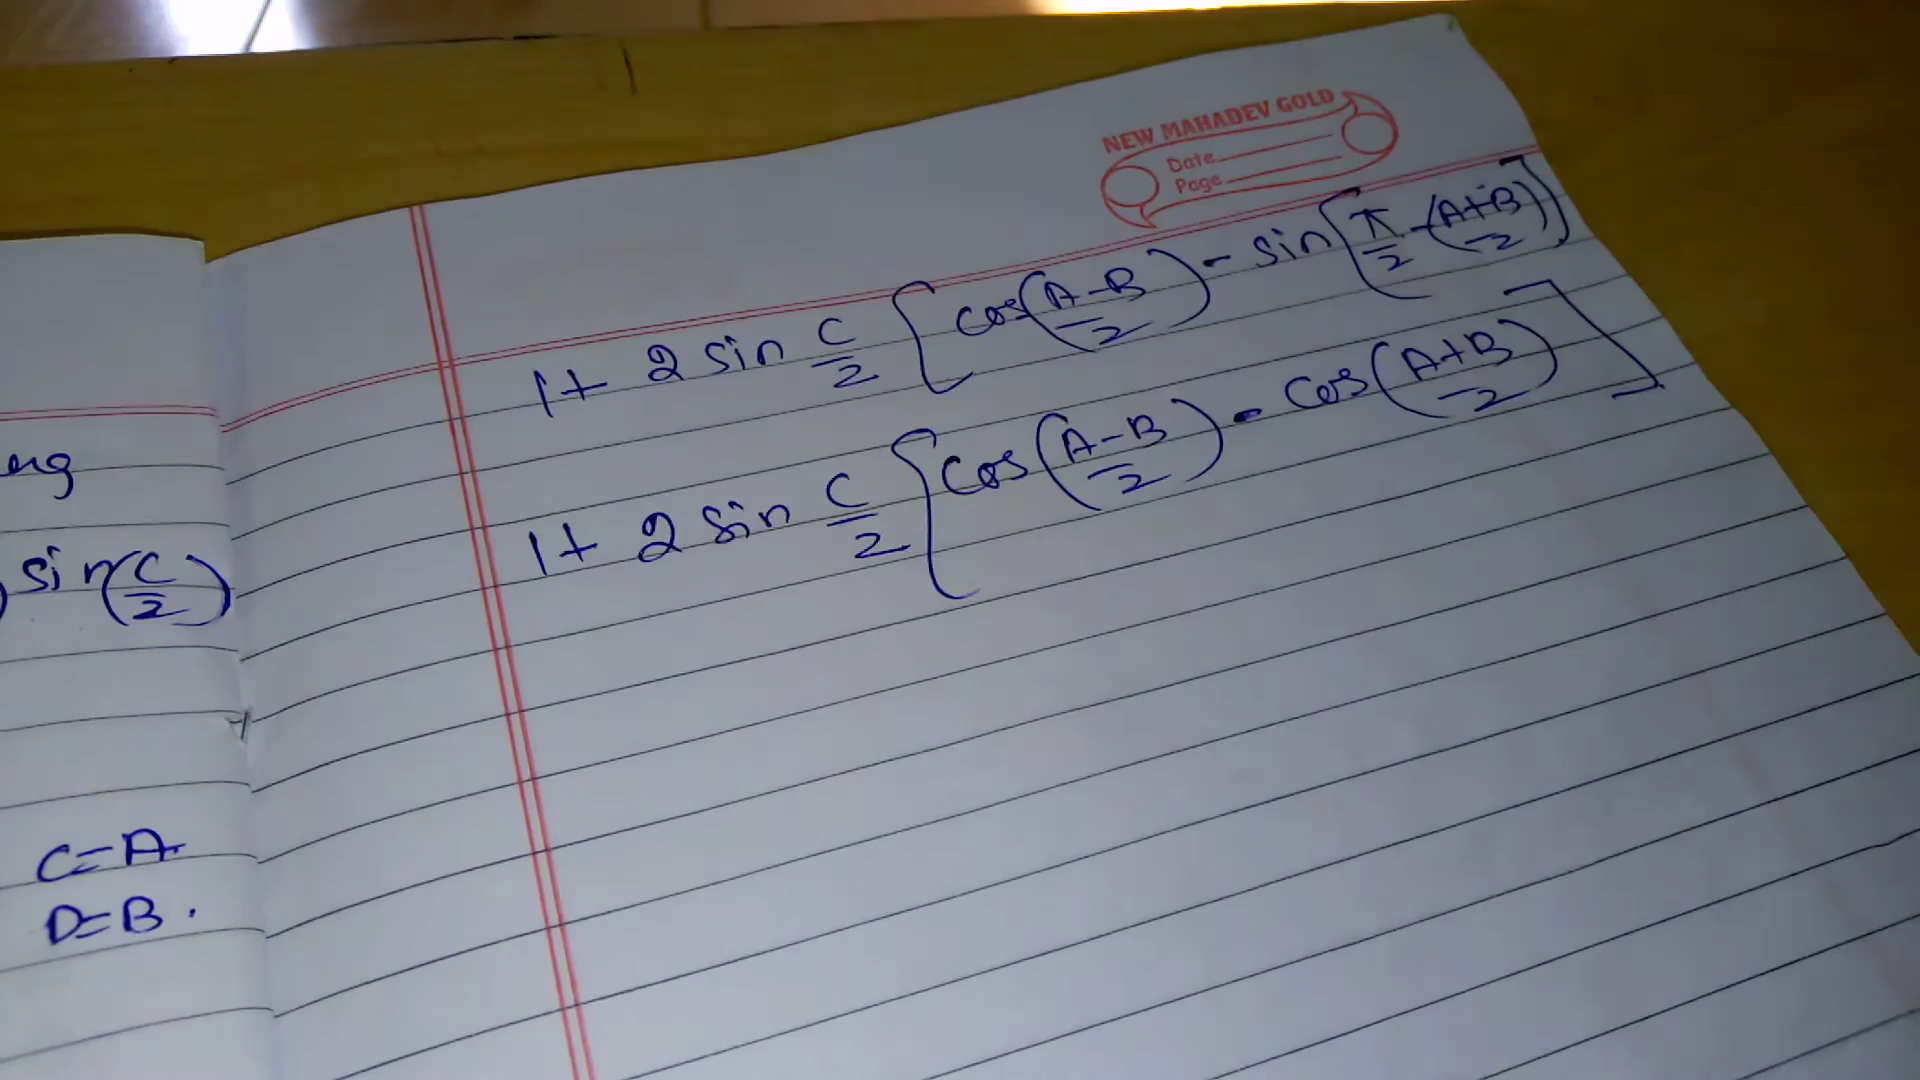 NEW MAHADEV GOLD
Date
Page
1 + 2 sin C/2 [cos(A-B/2) - sin[π/2 - (A+B/2)]]
1 + 2 sin C/2 [cos(A-B/2) - cos(A+B/2)]
sin(C/2)
C=A.
D=B.